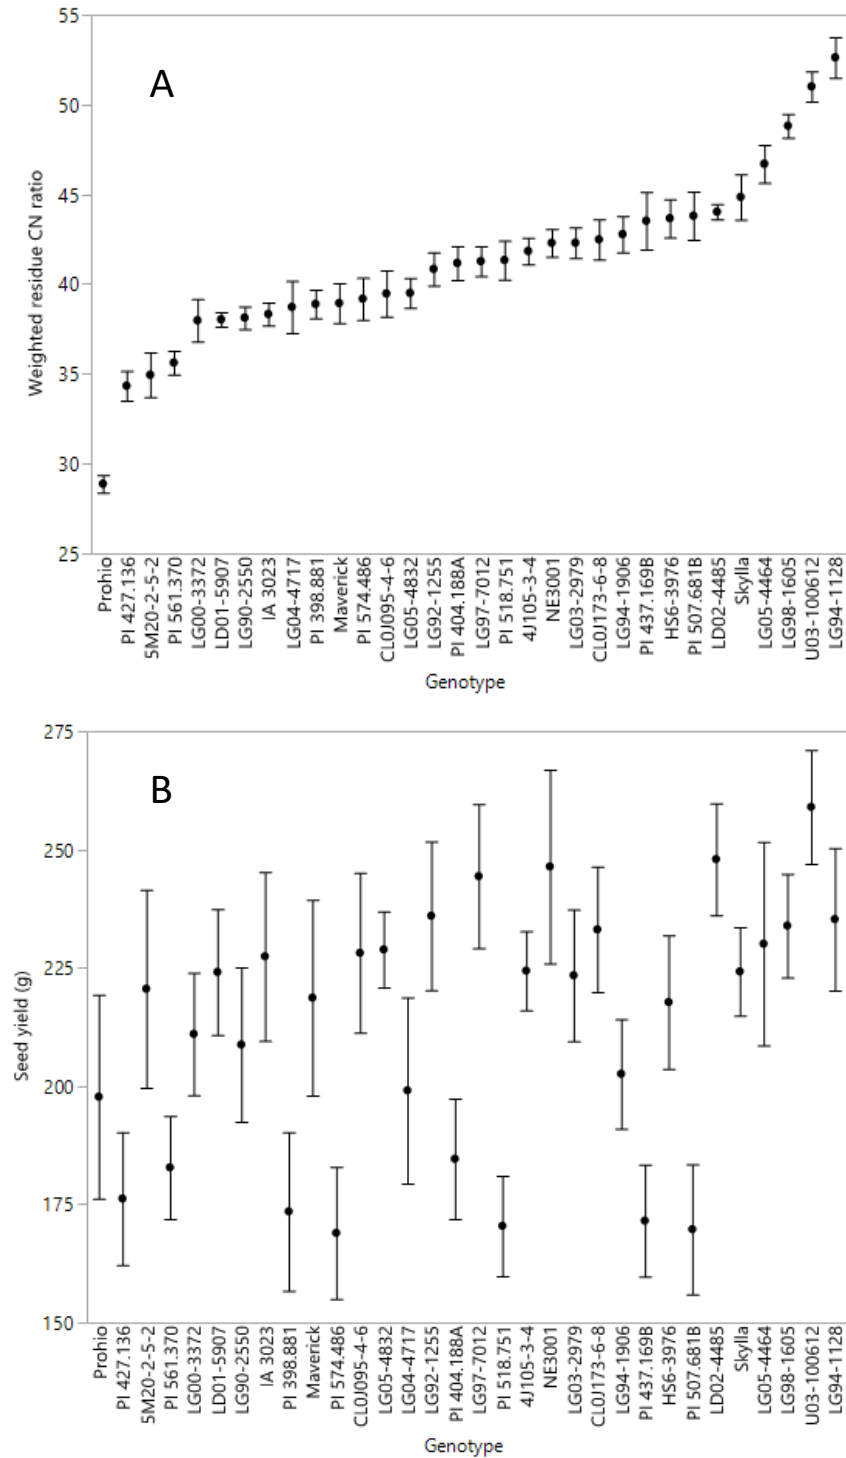 A
Weighted residue CN ratio
55
50
45
40
35
30
25
Prohio
PI 427.136
5M20-2-5-2
PI 561.370
LG00-3372
LD01-5907
LG90-2550
IA 3023
LG04-4717
PI 398.881
Maverick
PI 574.486
CL0J095-4-6
LG05-4832
LG92-1255
PI 404.188A
LG97-7012
PI 518.751
4J105-3-4
NE3001
LG03-2979
CL0J173-6-8
LG94-1906
PI 437.169B
HS6-3976
PI 507.681B
LD02-4485
Skylla
LG05-4464
LG98-1605
U03-100612
LG94-1128
Genotype
B
Seed yield (g)
275
250
225
200
175
150
Prohio
PI 427.136
5M20-2-5-2
PI 561.370
LG00-3372
LD01-5907
LG90-2550
IA 3023
PI 398.881
Maverick
PI 574.486
CL0J095-4-6
LG05-4832
LG04-4717
LG92-1255
PI 404.188A
LG97-7012
PI 518.751
4J105-3-4
NE3001
LG03-2979
CL0J173-6-8
LG94-1906
PI 437.169B
HS6-3976
PI 507.681B
LD02-4485
Skylla
LG05-4464
LG98-1605
U03-100612
LG94-1128
Genotype